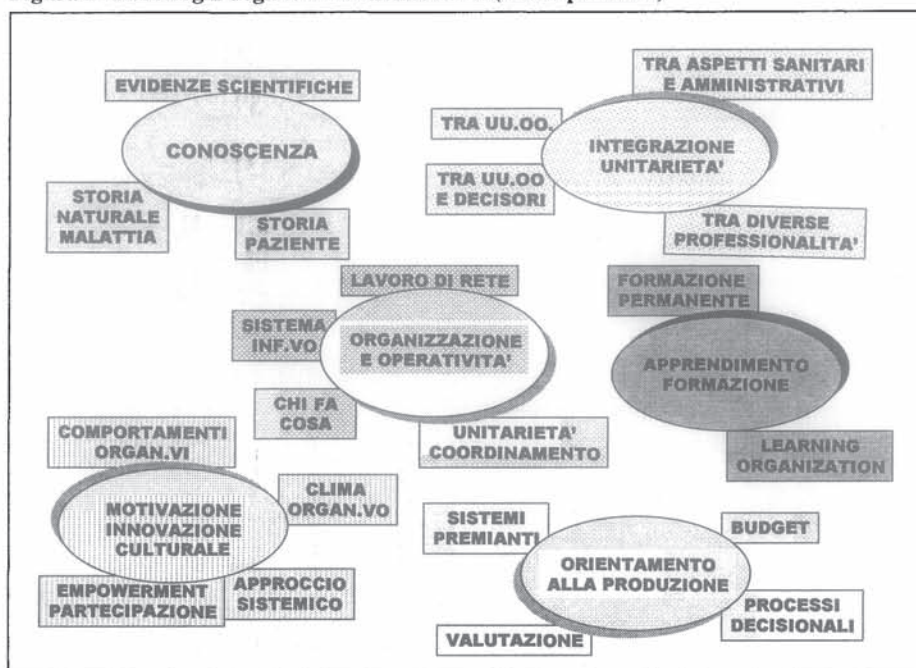 EVIDENZE SCIENTIFICHE
CONOSCENZA
STORIA
NATURALE
MALATTIA
STORIA
PAZIENTE
TRA ASPETTI SANITARI
E AMMINISTRATIVI
TRA UU.OO.
INTEGRAZIONE
UNITARIETA'
TRA UU.OO
E DECISORI
TRA DIVERSE
PROFESSIONALITA'
LAVORO DI RETE
SISTEMA
INF.VO
ORGANIZZAZIONE
E OPERATIVITA'
CHI FA
COSA
UNITARIETA'
COORDINAMENTO
FORMAZIONE
PERMANENTE
APPRENDIMENTO
FORMAZIONE
LEARNING
ORGANIZATION
COMPORTAMENTI
ORGAN.VI
CLIMA
ORGAN.VO
MOTIVAZIONE
INNOVAZIONE
CULTURALE
EMPOWERMENT
PARTECIPAZIONE
APPROCCIO
SISTEMICO
SISTEMI
PREMIANTI
BUDGET
ORIENTAMENTO
ALLA PRODUZIONE
VALUTAZIONE
PROCESSI
DECISIONALI